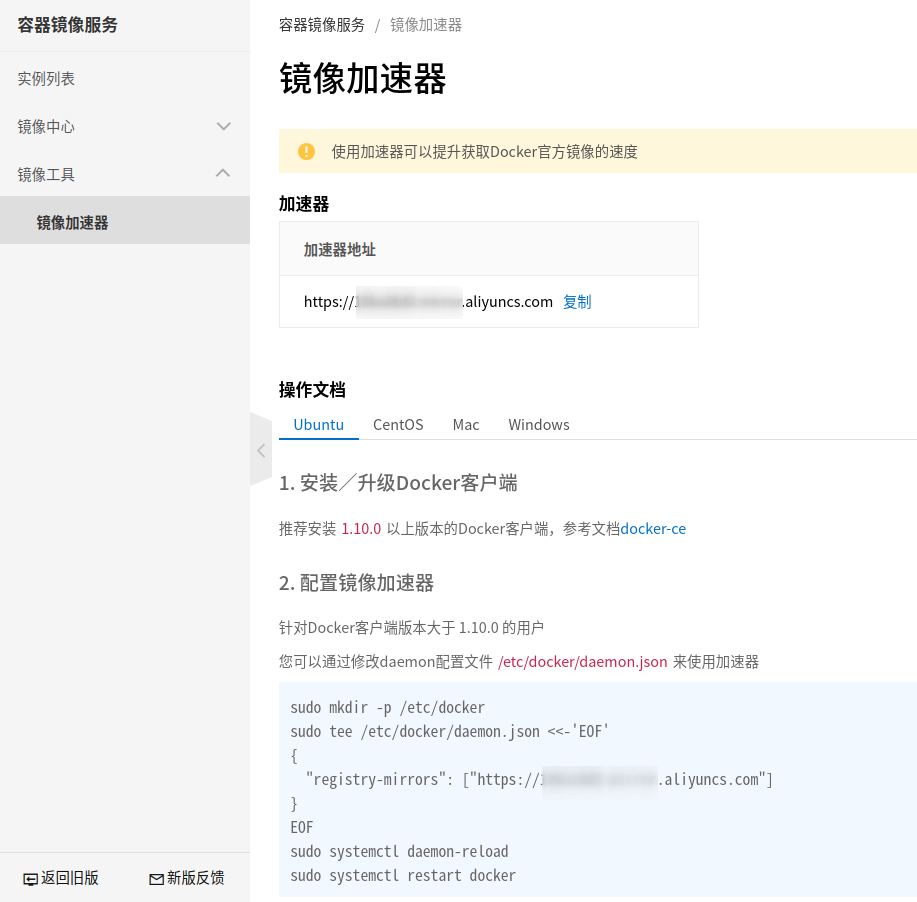 容器镜像服务
实例列表
镜像中心
镜像工具
镜像加速器
返回旧版
新版反馈
容器镜像服务 / 镜像加速器
镜像加速器
使用加速器可以提升获取Docker官方镜像的速度
加速器
加速器地址
https:// .aliyuncs.com 复制
操作文档
Ubuntu CentOS Mac Windows
1. 安装／升级Docker客户端
推荐安装 1.10.0 以上版本的Docker客户端，参考文档docker-ce
2. 配置镜像加速器
针对Docker客户端版本大于 1.10.0 的用户
您可以通过修改daemon配置文件 /etc/docker/daemon.json 来使用加速器
sudo mkdir -p /etc/docker
sudo tee /etc/docker/daemon.json <<-'EOF'
{
"registry-mirrors": ["https:// .aliyuncs.com"]
}
EOF
sudo systemctl daemon-reload
sudo systemctl restart docker